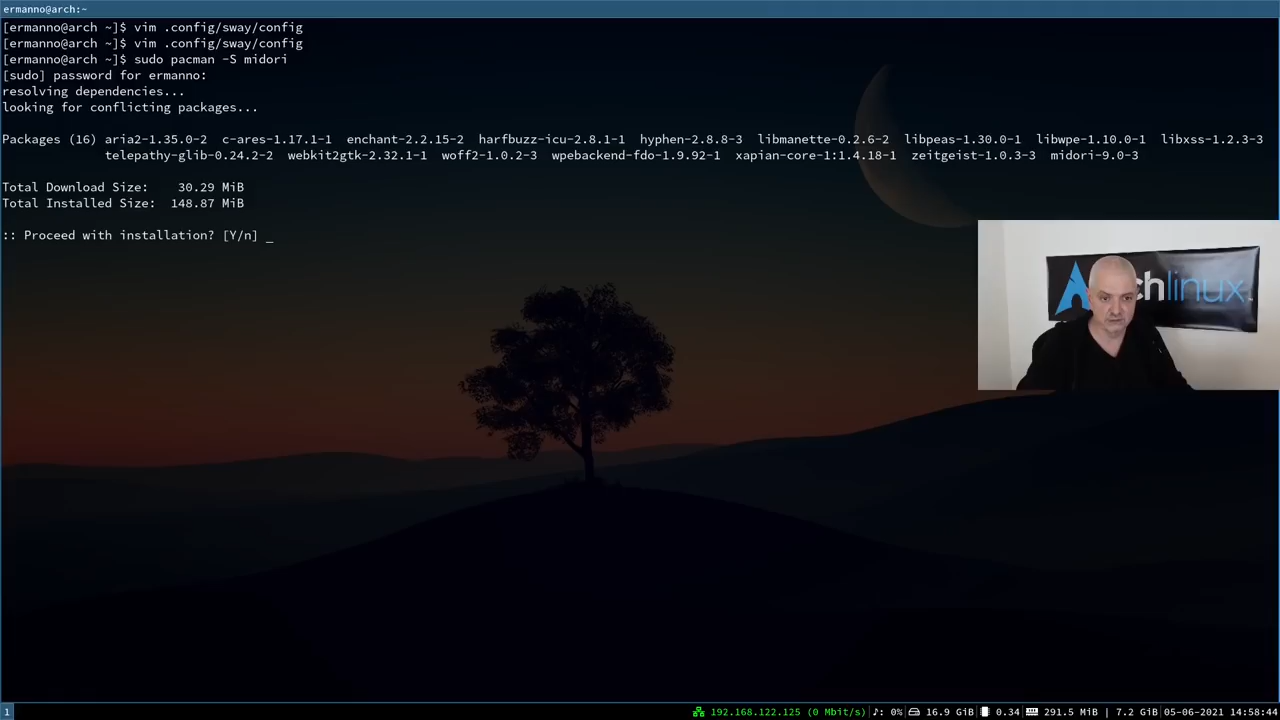 ermanno@arch:~
[ermanno@arch ~]$ vim .config/sway/config
[ermanno@arch ~]$ vim .config/sway/config
[ermanno@arch ~]$ sudo pacman -S midori
[sudo] password for ermanno:
resolving dependencies...
looking for conflicting packages...
Packages (16) aria2-1.35.0-2 c-ares-1.17.1-1 enchant-2.2.15-2 harfbuzz-icu-2.8.1-1 hyphen-2.8.8-3 libmanette-0.2.6-2 libpeas-1.30.0-1 libwpe-1.10.0-1 libxss-1.2.3-3
telepathy-glib-0.24.2-2 webkit2gtk-2.32.1-1 woff2-1.0.2-3 wpebackend-fdo-1.9.92-1 xapian-core-1:1.4.18-1 zeitgeist-1.0.3-3 midori-9.0-3
Total Download Size: 30.29 MiB
Total Installed Size: 148.87 MiB
:: Proceed with installation? [Y/n] _
chlinux
1 192.168.122.125 (0 Mbit/s) ♪: 0% 16.9 GiB 0.34 291.5 MiB | 7.2 GiB 05-06-2021 14:58:44